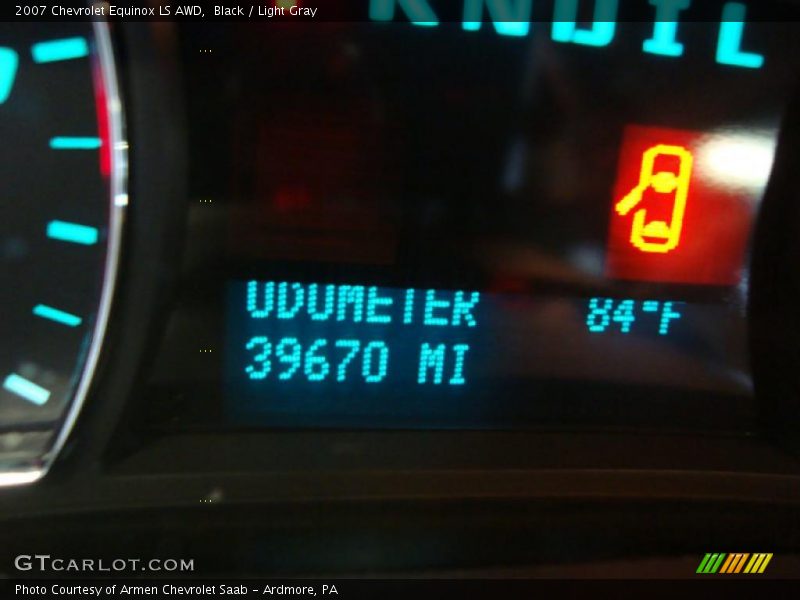 2007 Chevrolet Equinox LS AWD, Black / Light Gray
RNDIL
ODOMETER 84°F
39670 MI
GTCARLOT.COM
Photo Courtesy of Armen Chevrolet Saab - Ardmore, PA